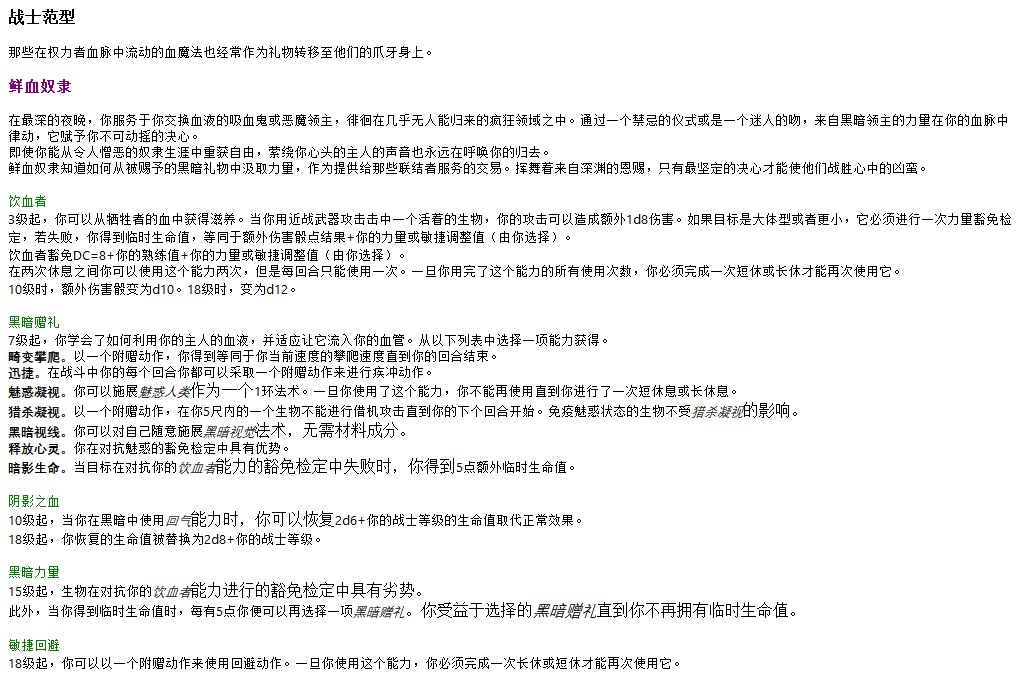 战士范型
那些在权力者血脉中流动的血魔法也经常作为礼物转移至他们的爪牙身上。
鲜血奴隶
在最深的夜晚，你服务于你交换血液的吸血鬼或恶魔领主，徘徊在几乎无人能归来的疯狂领域之中。通过一个禁忌的仪式或是一个迷人的吻，来自黑暗领主的力量在你的血脉中
律动，它赋予你不可动摇的决心。
即使你能从令人憎恶的奴隶生涯中重获自由，萦绕你心头的主人的声音也永远在呼唤你的归去。
鲜血奴隶知道如何从被赐予的黑暗礼物中汲取力量，作为提供给那些联结者服务的交易。挥舞着来自深渊的恩赐，只有最坚定的决心才能使他们战胜心中的凶蛮。
饮血者
3级起，你可以从牺牲者的血中获得滋养。当你用近战武器攻击击中一个活着的生物，你的攻击可以造成额外1d8伤害。如果目标是大体型或者更小，它必须进行一次力量豁免检
定，若失败，你得到临时生命值，等同于额外伤害骰点结果+你的力量或敏捷调整值（由你选择）。
饮血者豁免DC=8+你的熟练值+你的力量或敏捷调整值（由你选择）。
在两次休息之间你可以使用这个能力两次，但是每回合只能使用一次。一旦你用完了这个能力的所有使用次数，你必须完成一次短休或长休才能再次使用它。
10级时，额外伤害骰变为d10。18级时，变为d12。
黑暗赠礼
7级起，你学会了如何利用你的主人的血液，并适应让它流入你的血管。从以下列表中选择一项能力获得。
畸变攀爬。以一个附赠动作，你得到等同于你当前速度的攀爬速度直到你的回合结束。
迅捷。在战斗中你的每个回合你都可以采取一个附赠动作来进行疾冲动作。
魅惑凝视。你可以施展魅惑人类作为一个1环法术。一旦你使用了这个能力，你不能再使用直到你进行了一次短休息或长休息。
猎杀凝视。以一个附赠动作，在你5尺内的一个生物不能进行借机攻击直到你的下个回合开始。免疫魅惑状态的生物不受猎杀凝视的影响。
黑暗视线。你可以对自己随意施展黑暗视觉法术，无需材料成分。
释放心灵。你在对抗魅惑的豁免检定中具有优势。
暗影生命。当目标在对抗你的饮血者能力的豁免检定中失败时，你得到5点额外临时生命值。
阴影之血
10级起，当你在黑暗中使用回气能力时，你可以恢复2d6+你的战士等级的生命值取代正常效果。
18级起，你恢复的生命值被替换为2d8+你的战士等级。
黑暗力量
15级起，生物在对抗你的饮血者能力进行的豁免检定中具有劣势。
此外，当你得到临时生命值时，每有5点你便可以再选择一项黑暗赠礼。你受益于选择的黑暗赠礼直到你不再拥有临时生命值。
敏捷回避
18级起，你可以以一个附赠动作来使用回避动作。一旦你使用这个能力，你必须完成一次长休或短休才能再次使用它。